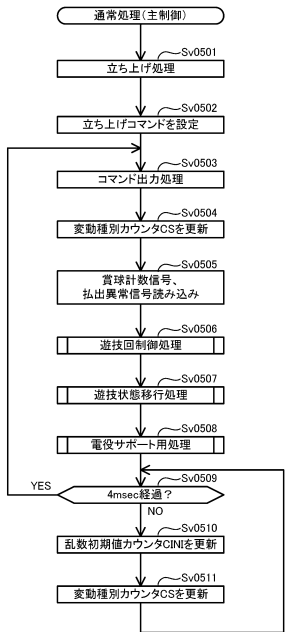 通常処理(主制御)
Sv0501
立ち上げ処理
Sv0502
立ち上げコマンドを設定
Sv0503
コマンド出力処理
Sv0504
変動種別カウンタCSを更新
Sv0505
賞球計数信号、
払出異常信号読み込み
Sv0506
遊技回制御処理
Sv0507
遊技状態移行処理
Sv0508
電役サポート用処理
Sv0509
4msec経過?
YES
NO
Sv0510
乱数初期値カウンタCINIを更新
Sv0511
変動種別カウンタCSを更新